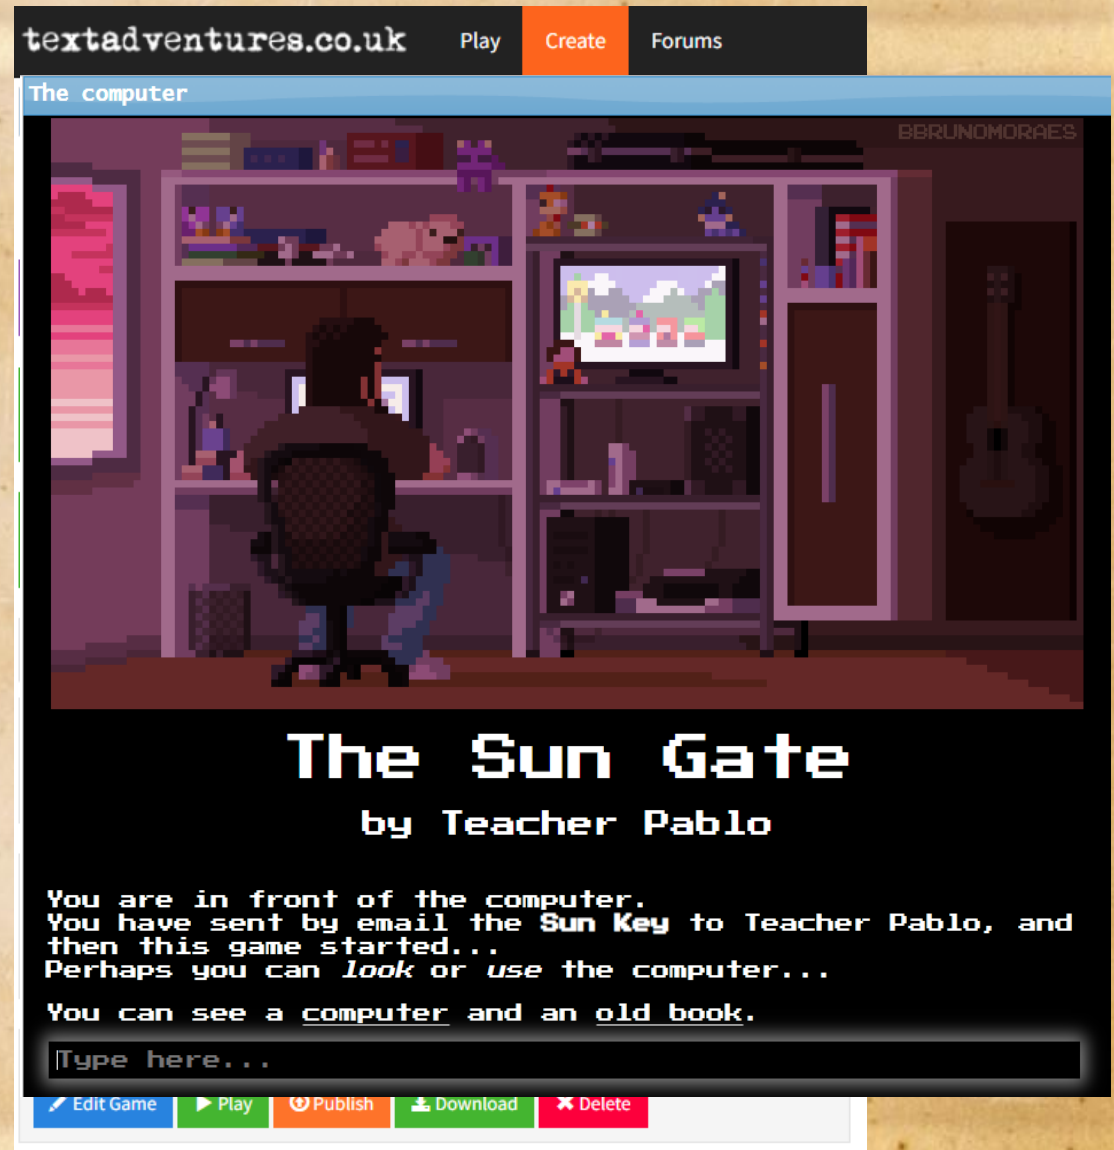 textadventures.co.uk Play Create Forums
The computer
BBRUNOMORAES
The Sun Gate
by Teacher Pablo
You are in front of the computer.
You have sent by email the Sun Key to Teacher Pablo, and
then this game started...
Perhaps you can look or use the computer...
You can see a computer and an old book.
Type here...
Edit Game Play Publish Download Delete